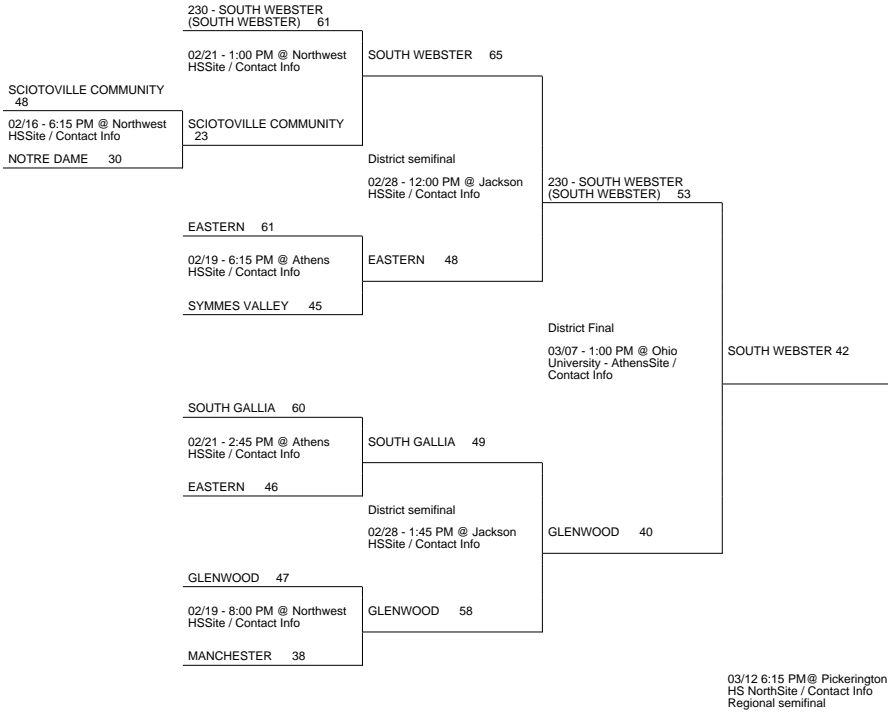 230 - SOUTH WEBSTER
(SOUTH WEBSTER) 61
02/21 - 1:00 PM @ Northwest
HSSite / Contact Info
SOUTH WEBSTER 65
SCIOTOVILLE COMMUNITY
48
02/16 - 6:15 PM @ Northwest
HSSite / Contact Info
NOTRE DAME 30
SCIOTOVILLE COMMUNITY
23
District semifinal
02/28 - 12:00 PM @ Jackson
HSSite / Contact Info
230 - SOUTH WEBSTER
(SOUTH WEBSTER) 53
EASTERN 61
02/19 - 6:15 PM @ Athens
HSSite / Contact Info
EASTERN 48
SYMMES VALLEY 45
District Final
03/07 - 1:00 PM @ Ohio
University - AthensSite /
Contact Info
SOUTH WEBSTER 42
SOUTH GALLIA 60
02/21 - 2:45 PM @ Athens
HSSite / Contact Info
SOUTH GALLIA 49
EASTERN 46
District semifinal
02/28 - 1:45 PM @ Jackson
HSSite / Contact Info
GLENWOOD 40
GLENWOOD 47
02/19 - 8:00 PM @ Northwest
HSSite / Contact Info
GLENWOOD 58
MANCHESTER 38
03/12 6:15 PM@ Pickerington
HS NorthSite / Contact Info
Regional semifinal